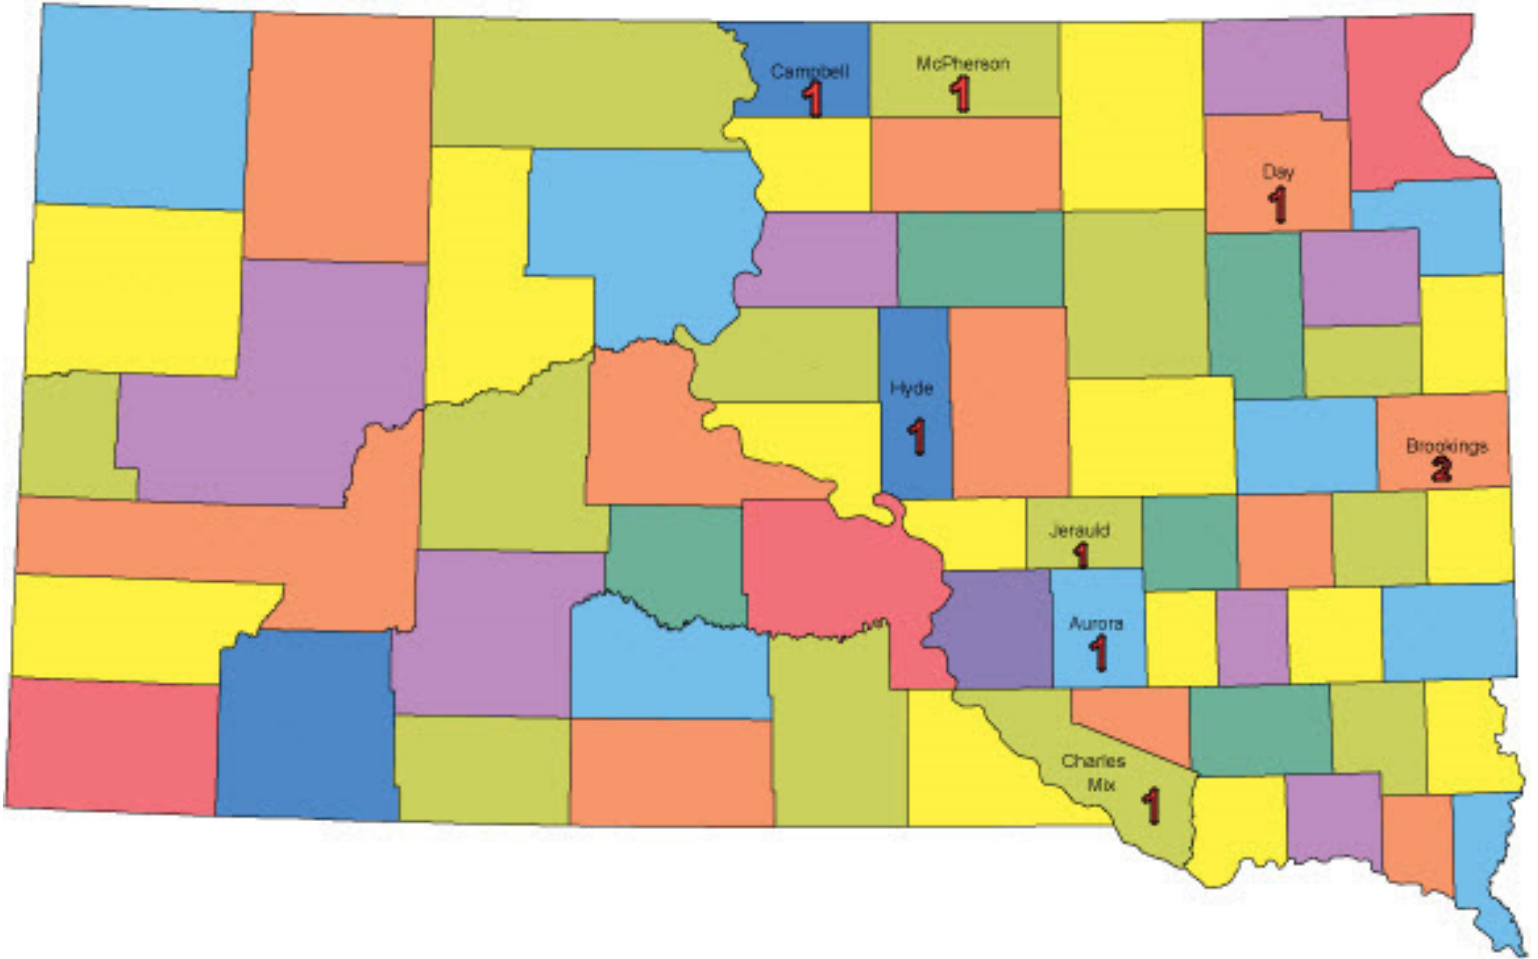 Campbell
1
McPherson
1
Day
1
Hyde
1
Brookings
2
Jerauld
1
Aurora
1
Charles
Mix
1